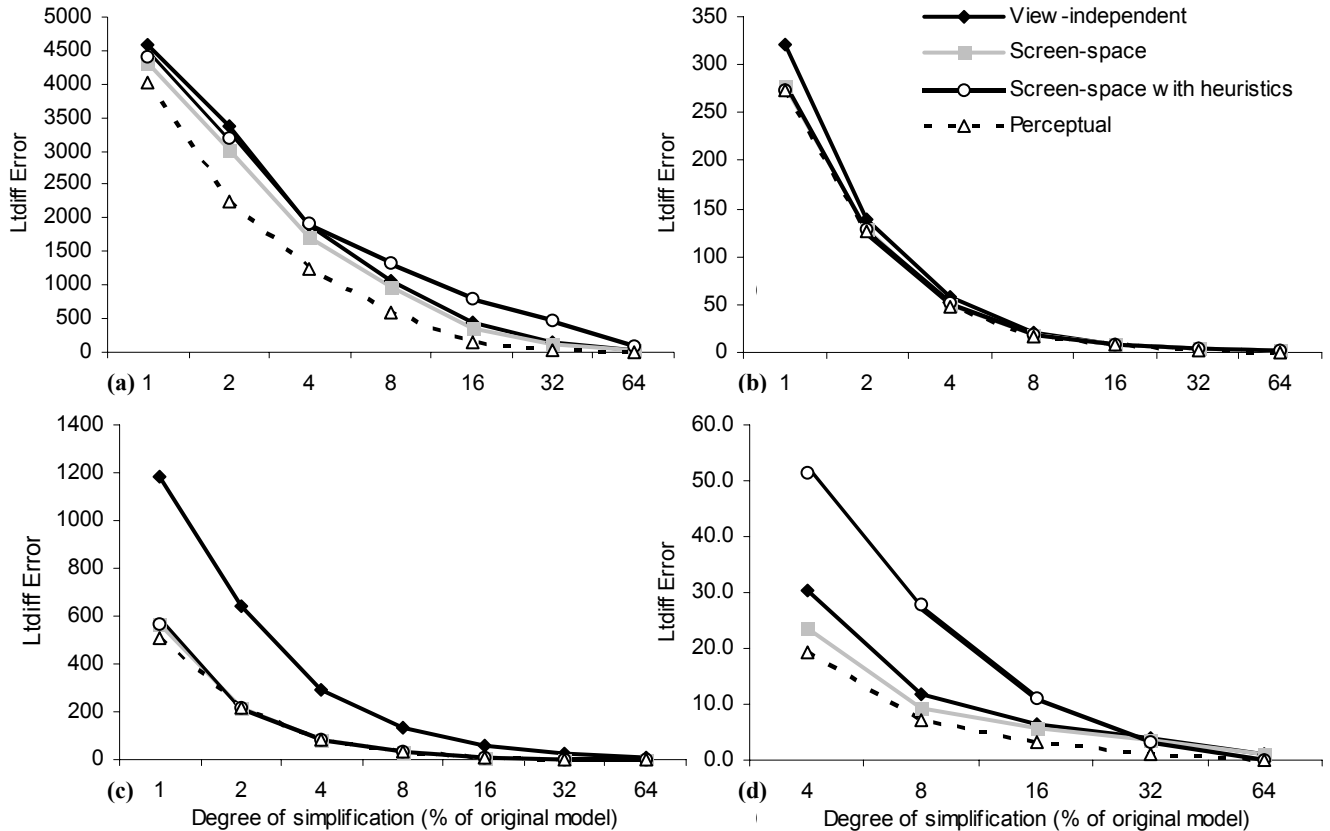 5000
4500
4000
3500
3000
2500
2000
1500
1000
500
0
Ltdiff Error
(a) 1 2 4 8 16 32 64
350
300
250
200
150
100
50
0
Ltdiff Error
(b) 1 2 4 8 16 32 64
View -independent
Screen-space
Screen-space w ith heuristics
Perceptual
1400
1200
1000
800
600
400
200
0
Ltdiff Error
(c) 1 2 4 8 16 32 64
Degree of simplification (% of original model)
60.0
50.0
40.0
30.0
20.0
10.0
0.0
Ltdiff Error
(d) 4 8 16 32 64
Degree of simplification (% of original model)